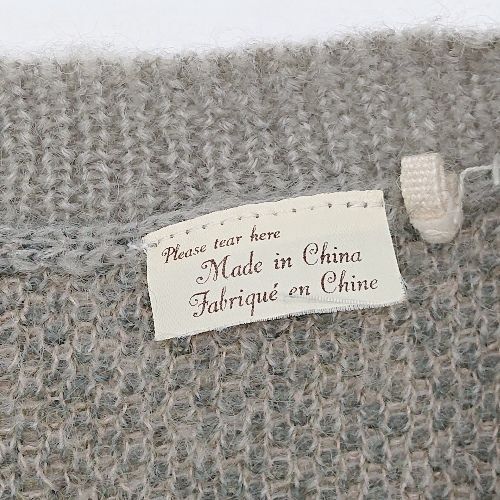 Please tear here
Made in China
Fabriqué en Chine